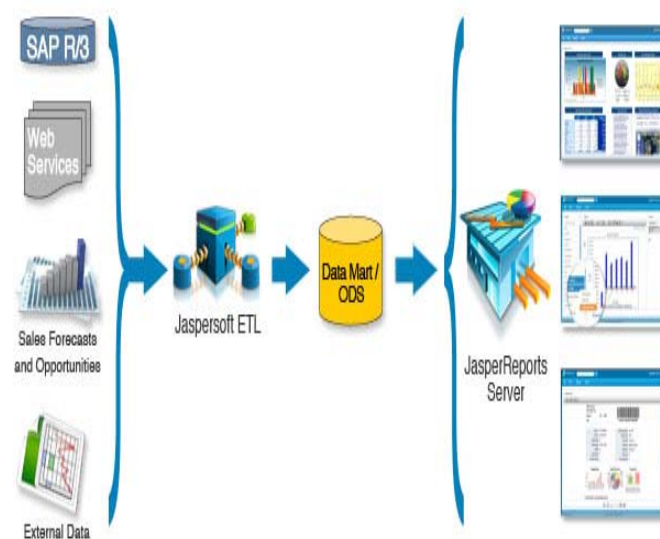 SAP R/3
Web
Services
Sales Forecasts
and Opportunities
External Data
Jaspersoft ETL
Data Mart /
ODS
JasperReports
Server